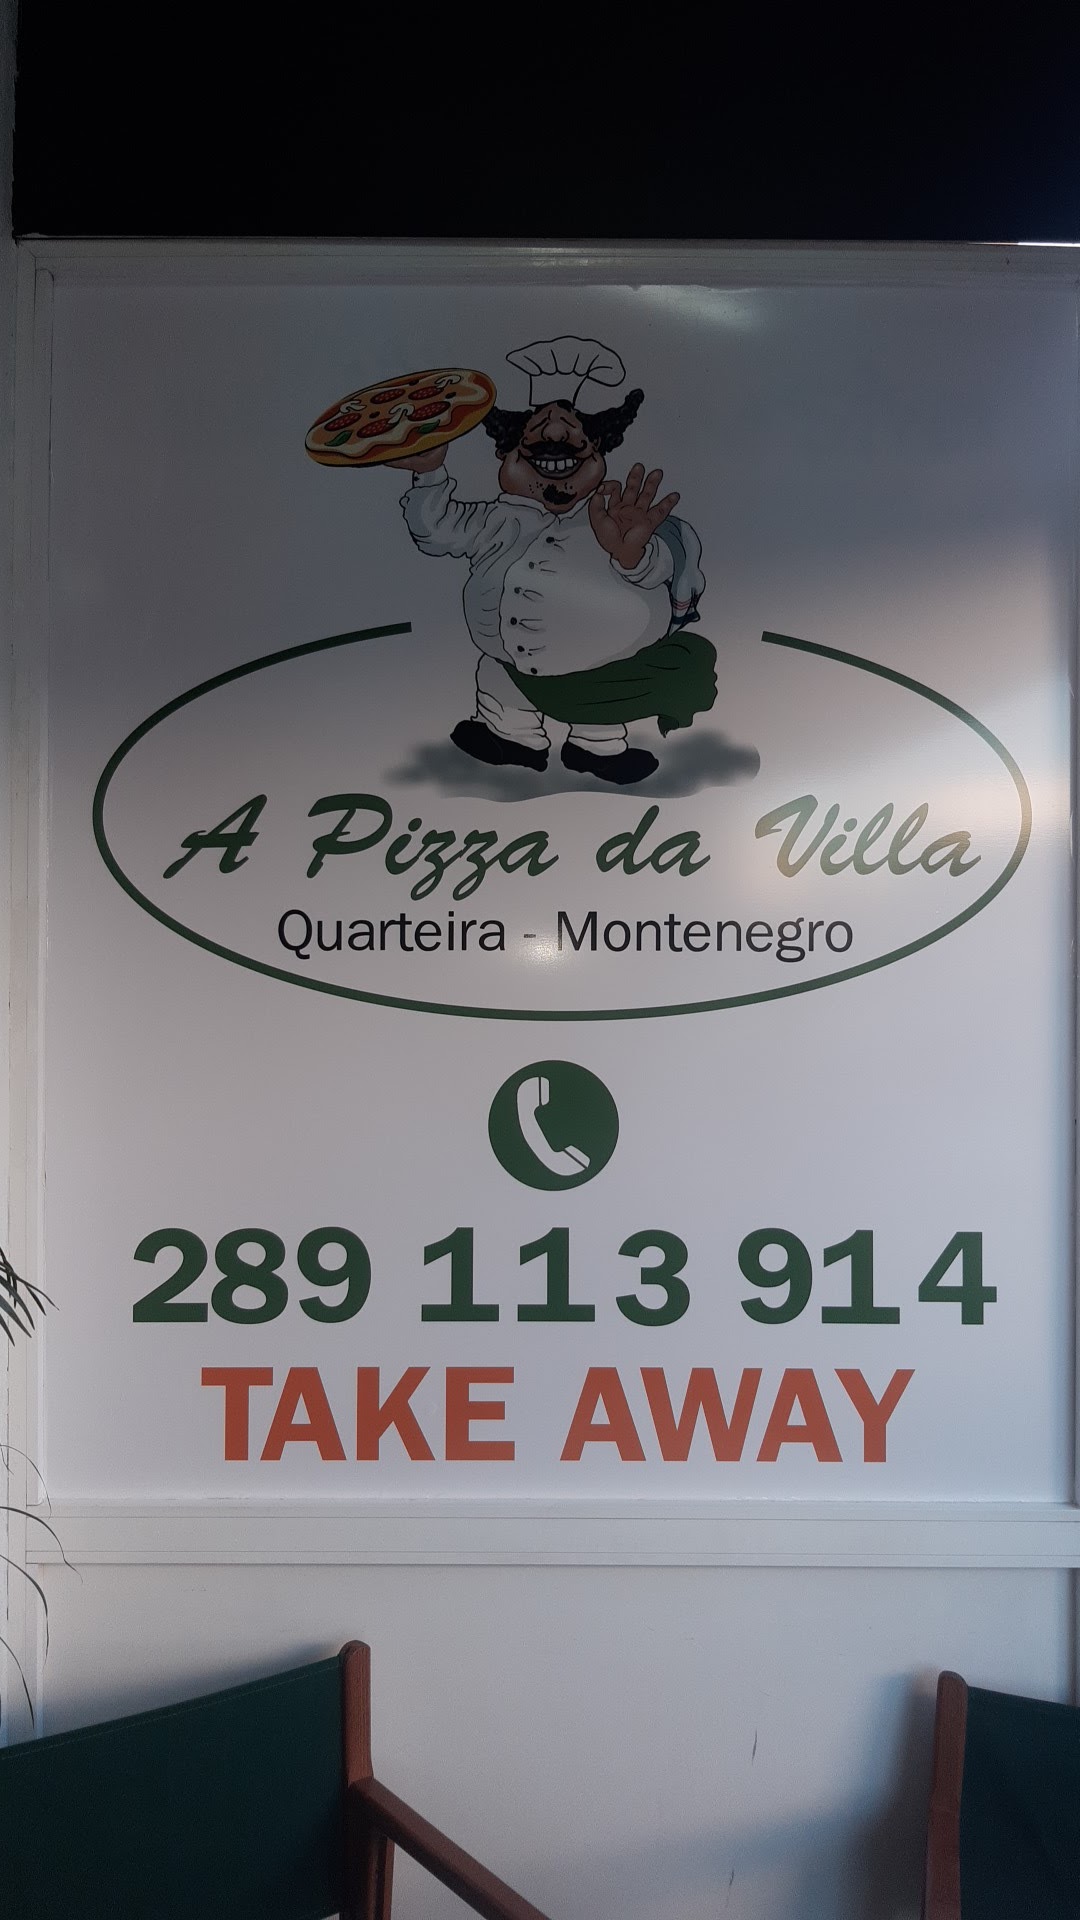 A Pizza da Villa
Quarteira - Montenegro
289 113 914
TAKE AWAY